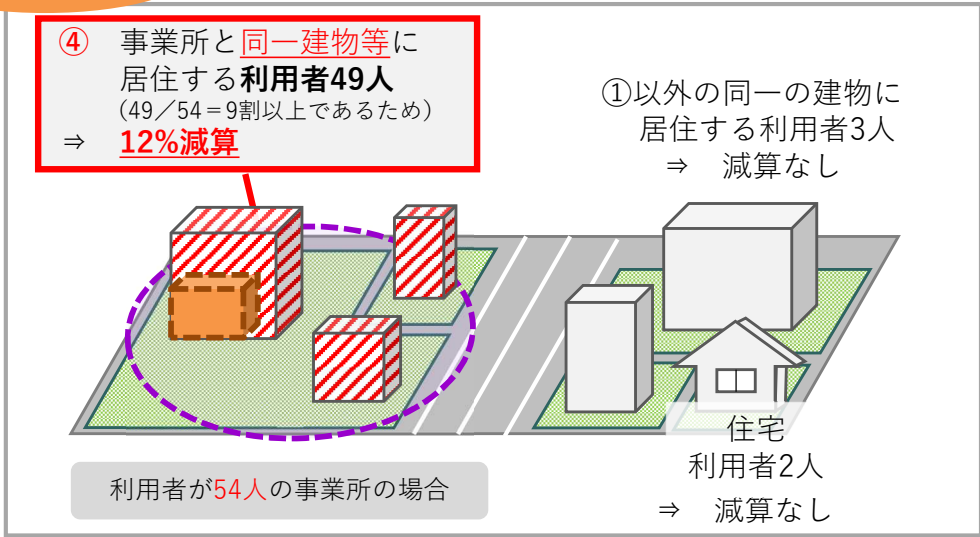 ④ 事業所と同一建物等に
居住する利用者49人
(49／54＝9割以上であるため)
⇒ 12%減算
①以外の同一の建物に
居住する利用者3人
⇒ 減算なし
住宅
利用者2人
⇒ 減算なし
利用者が54人の事業所の場合